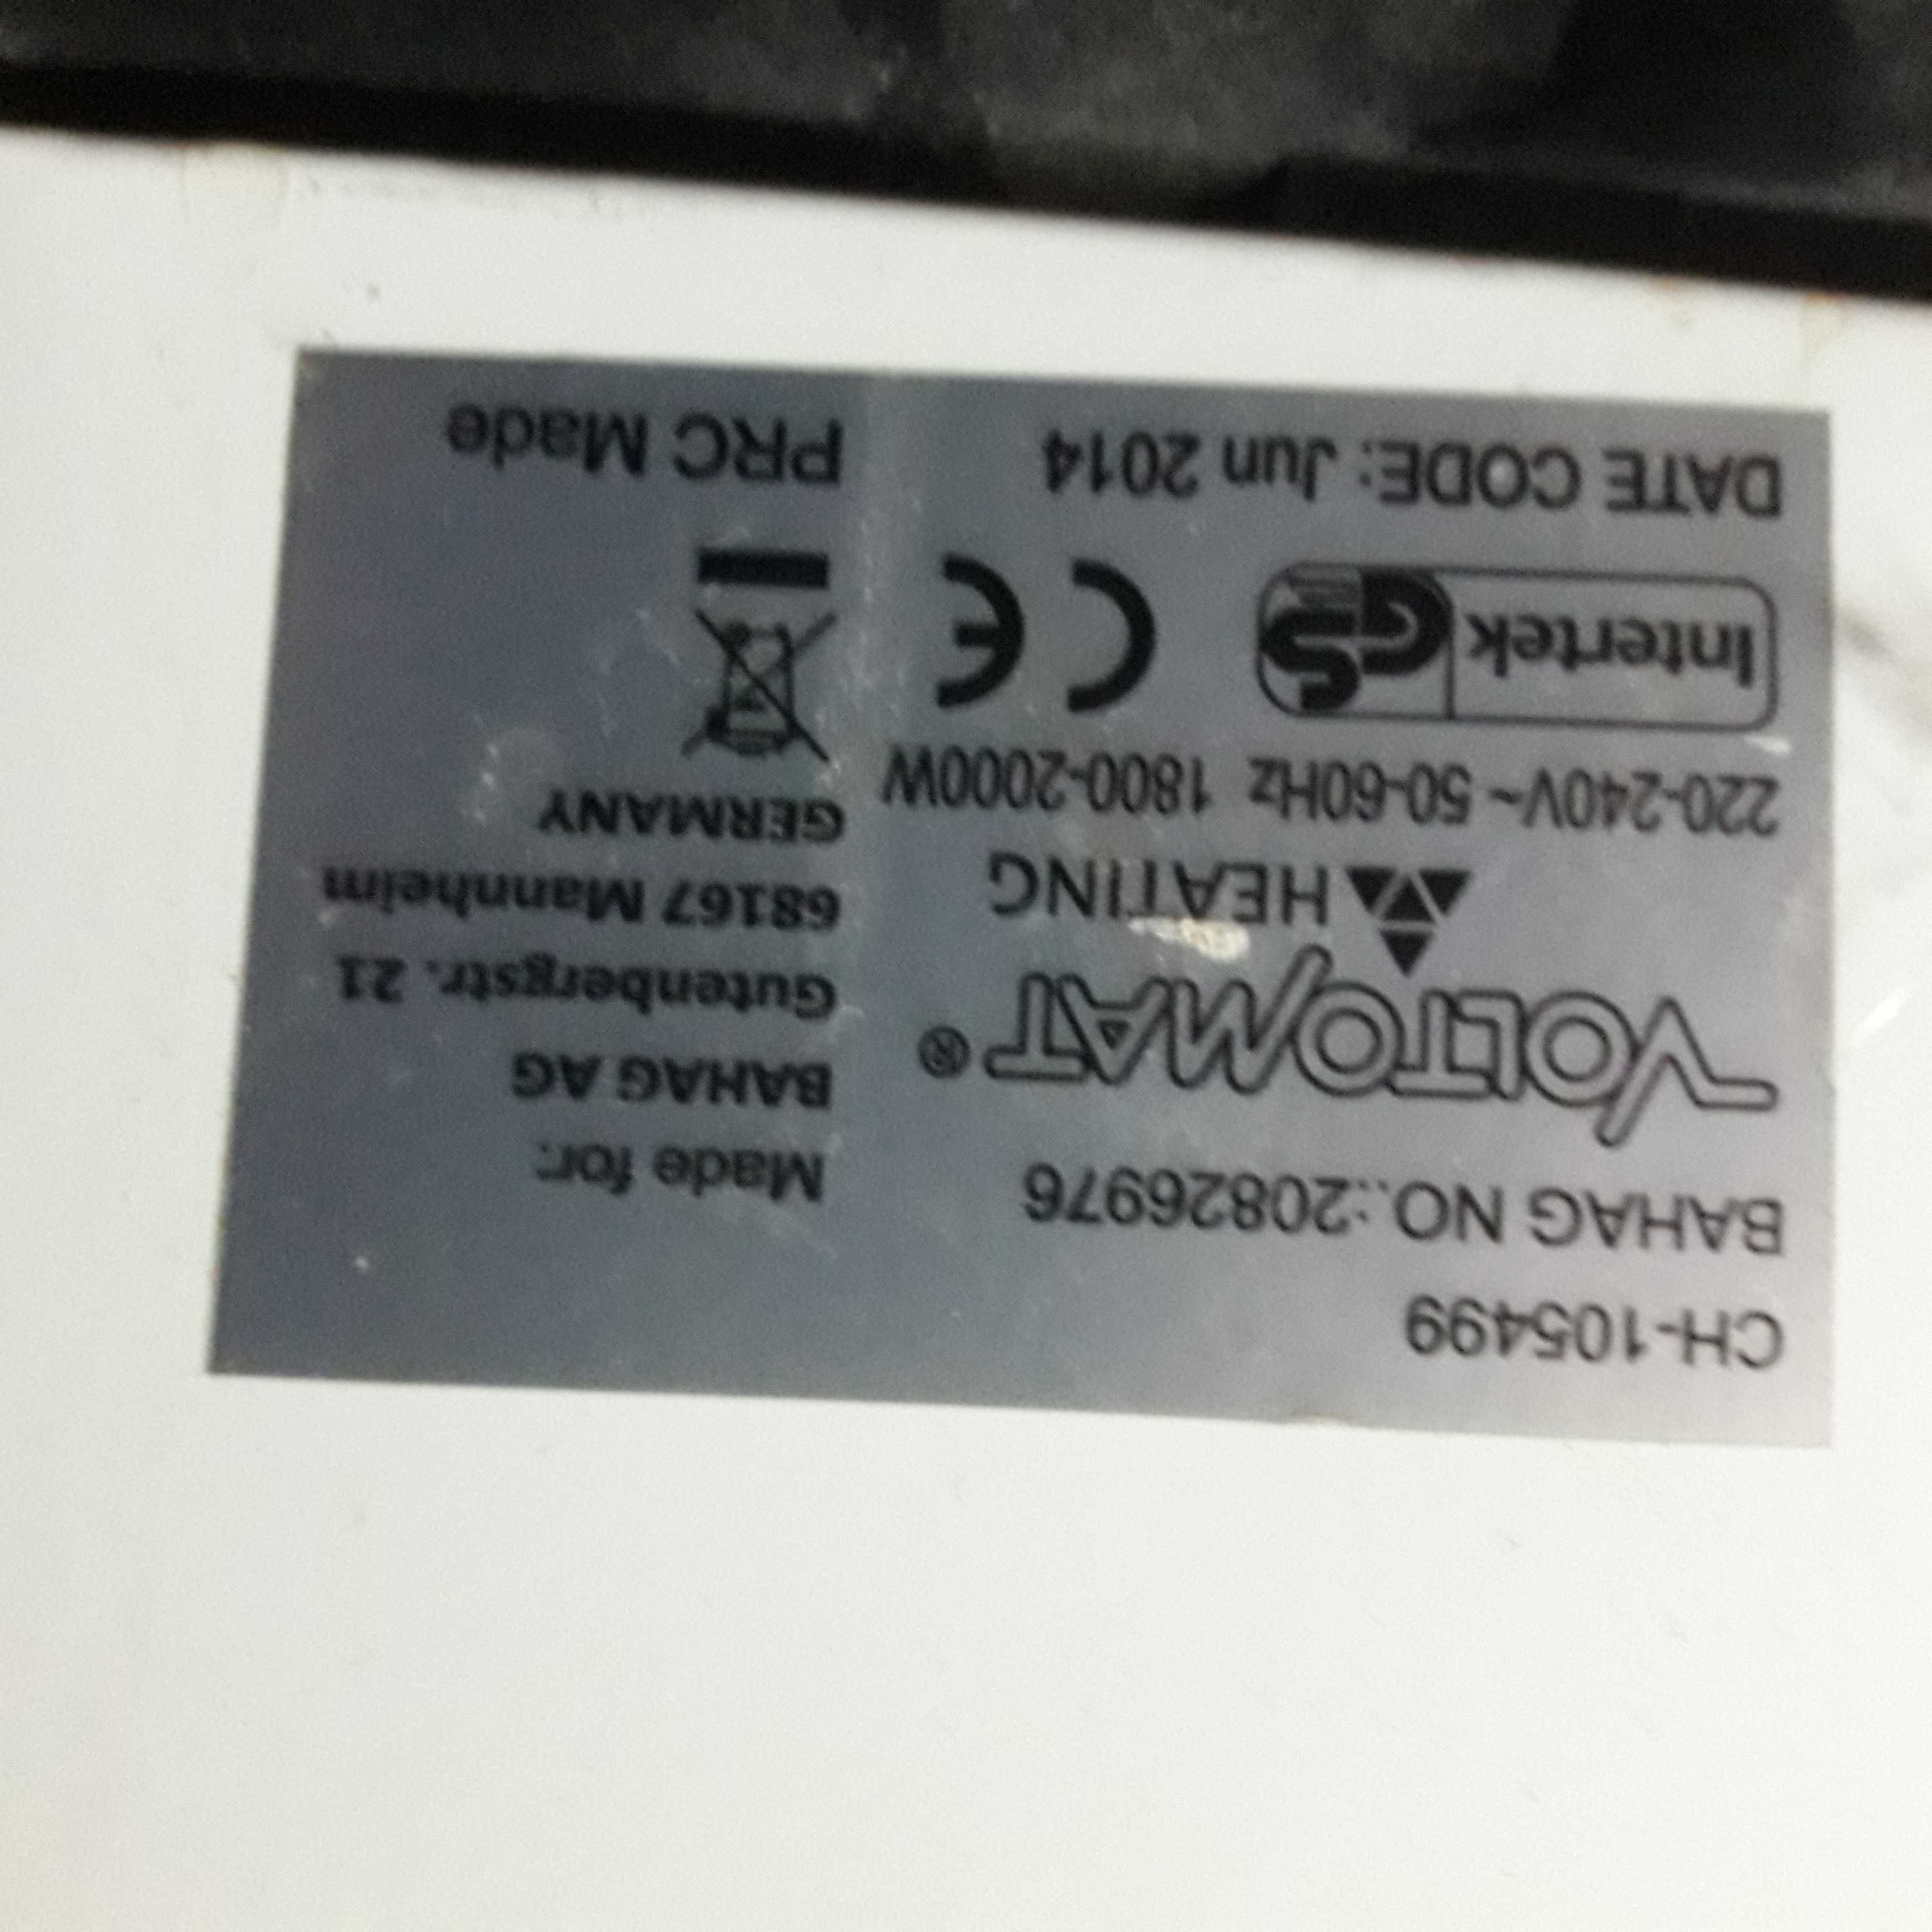 CH-105499
BAHAG NO.:20826976
VOLTOMAT®
HEATING
220-240V~ 50-60Hz 1800-2000W
Intertek GS CE
DATE CODE: Jun 2014
Made for:
BAHAG AG
Gutenbergstr. 21
68167 Mannheim
GERMANY
PRC Made